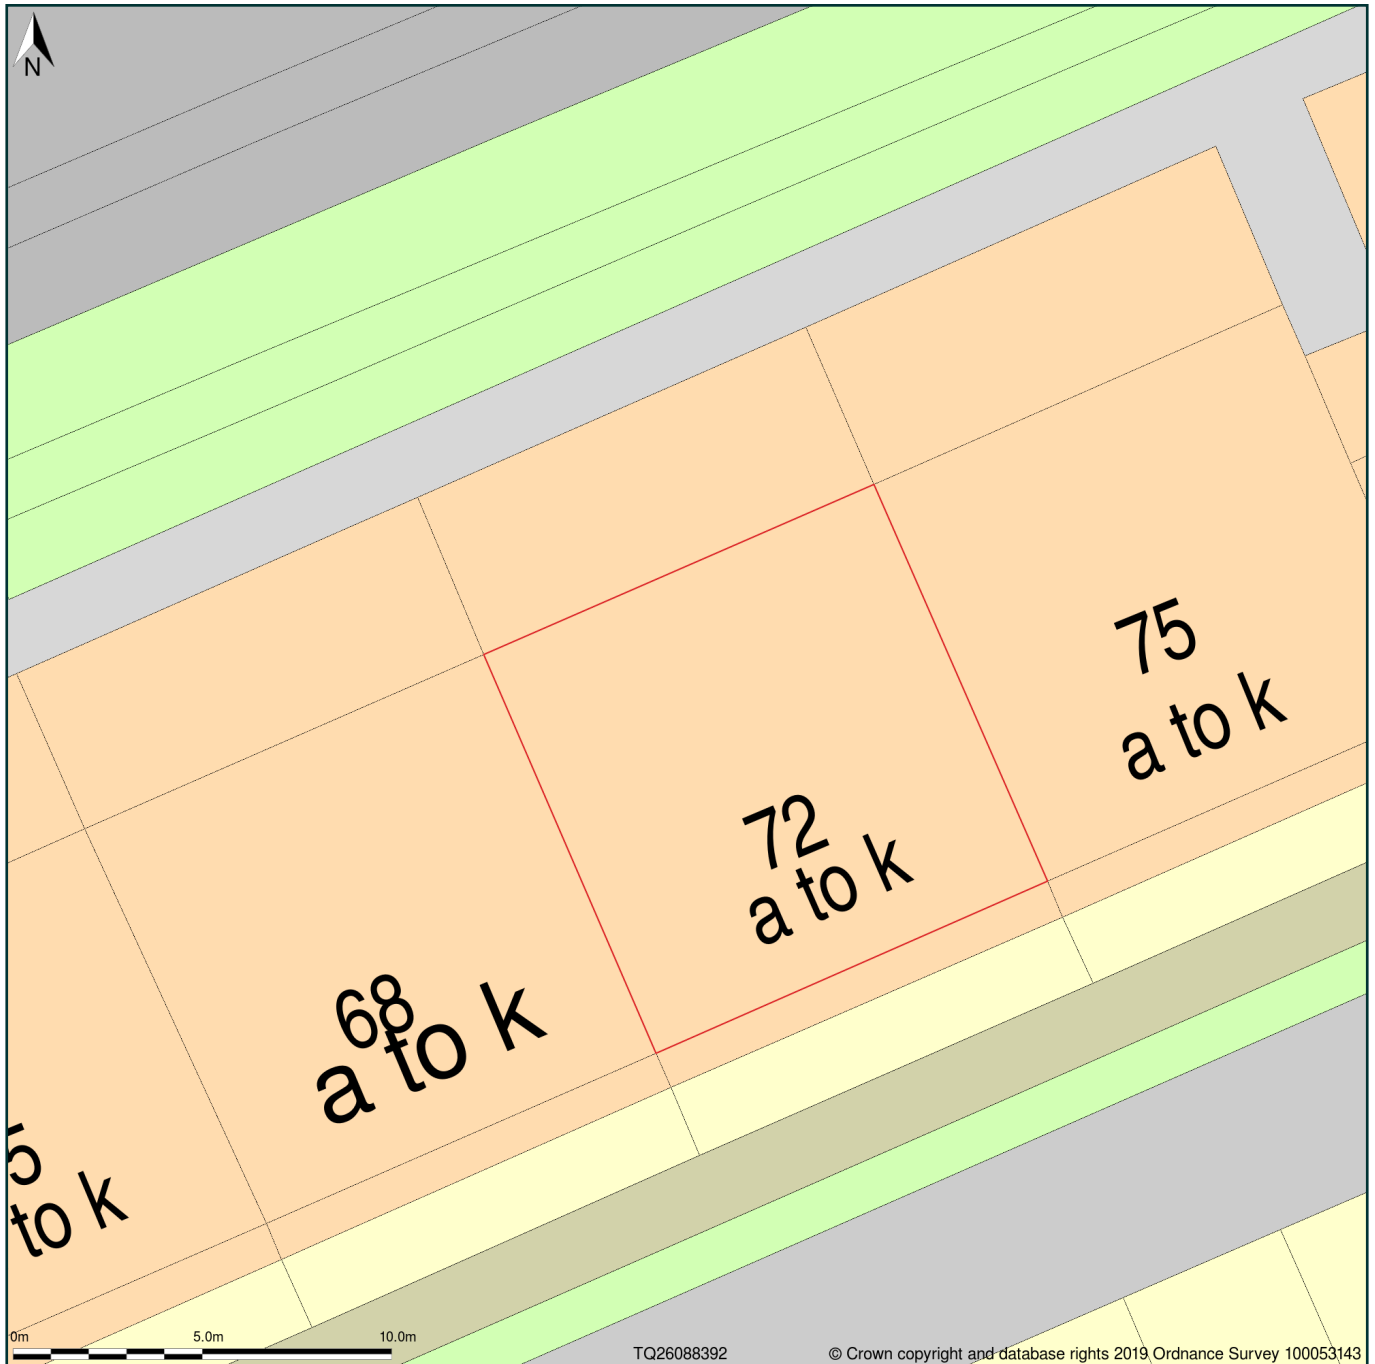 N
75
a to k
72
a to k
68
a to k
5
to k
0m 5.0m 10.0m
TQ26088392 © Crown copyright and database rights 2019 Ordnance Survey 100053143